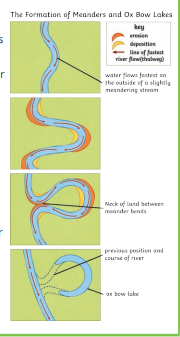 The Formation of Meanders and Ox Bow Lakes
key
erosion
deposition
line of fastest
river flow(thalweg)
water flows fastest on
the outside of a slightly
meandering stream
Neck of land between
meander bends
previous position and
course of river
ox bow lake